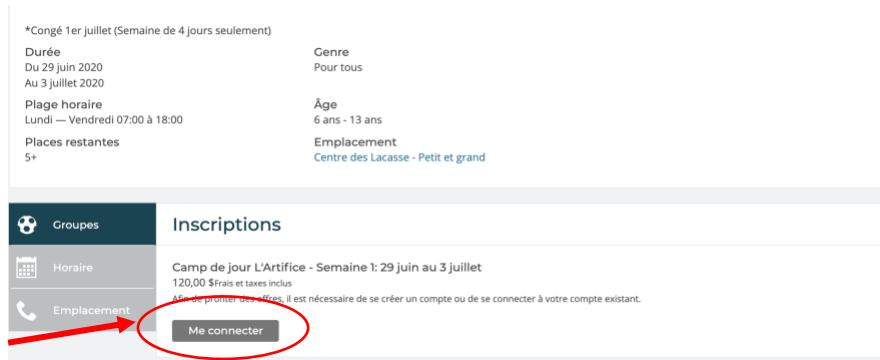 *Congé 1er juillet (Semaine de 4 jours seulement)
Durée
Du 29 juin 2020
Au 3 juillet 2020
Genre
Pour tous
Plage horaire
Lundi — Vendredi 07:00 à 18:00
Âge
6 ans - 13 ans
Places restantes
5+
Emplacement
Centre des Lacasse - Petit et grand
Groupes
Horaire
Emplacement
Inscriptions
Camp de jour L'Artifice - Semaine 1: 29 juin au 3 juillet
120,00 $Frais et taxes inclus
Afin de profiter des offres, il est nécessaire de se créer un compte ou de se connecter à votre compte existant.
Me connecter